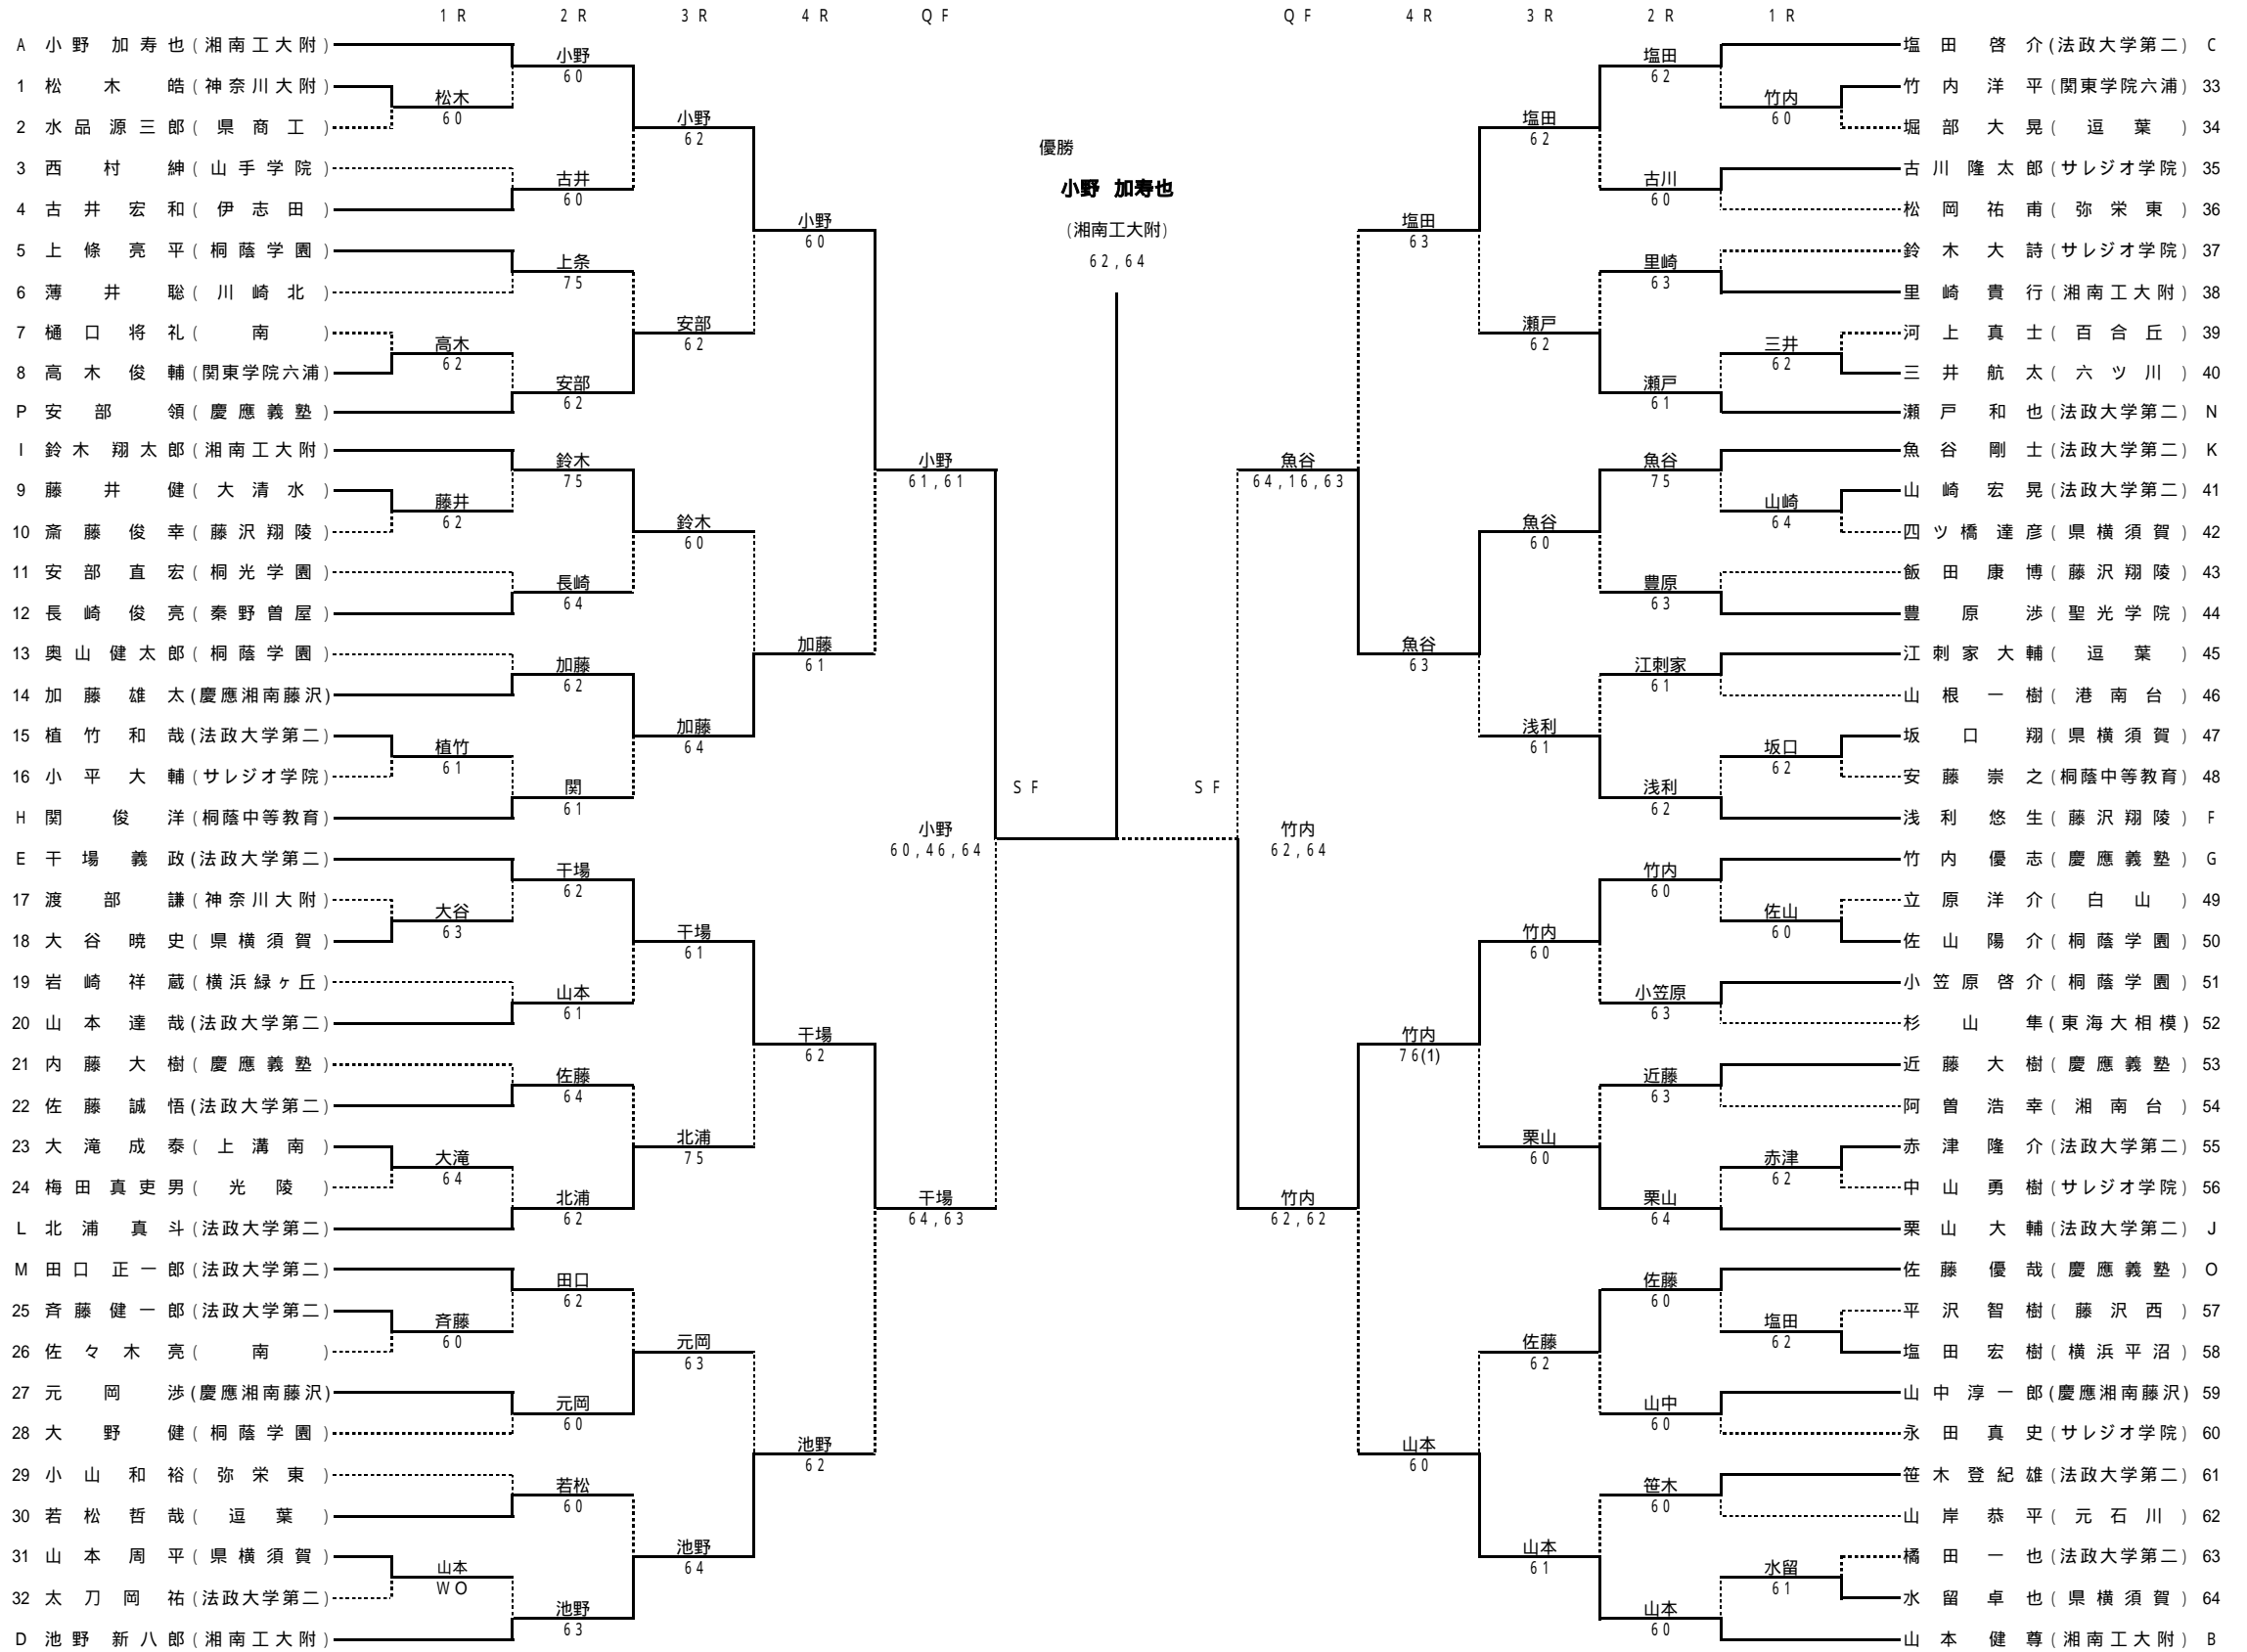 1R 2R 3R 4R QF QF 4R 3R 2R 1R
A 小野 加寿也 (湘南工大附)
1 松木 皓 (神奈川大附)
2 水品源三郎 (県商工)
3 西村 紳 (山手学院)
4 古井宏和 (伊志田)
5 上條亮平 (桐蔭学園)
6 薄井 聡 (川崎北)
7 樋口将礼 (南)
8 高木俊輔 (関東学院六浦)
P 安部 領 (慶應義塾)
I 鈴木 翔太郎 (湘南工大附)
9 藤井 健 (大清水)
10 斎藤俊幸 (藤沢翔陵)
11 安部直宏 (桐光学園)
12 長崎俊亮 (秦野曽屋)
13 奥山健太郎 (桐蔭学園)
14 加藤雄太 (慶應湘南藤沢)
15 植竹和哉 (法政大学第二)
16 小平大輔 (サレジオ学院)
H 関 俊洋 (桐蔭中等教育)
E 干場義政 (法政大学第二)
17 渡部 謙 (神奈川大附)
18 大谷暁史 (県横須賀)
19 岩崎祥蔵 (横浜緑ヶ丘)
20 山本達哉 (法政大学第二)
21 内藤大樹 (慶應義塾)
22 佐藤誠悟 (法政大学第二)
23 大滝成泰 (上溝南)
24 梅田真吏男 (光陵)
L 北浦真斗 (法政大学第二)
M 田口 正一郎 (法政大学第二)
25 斉藤健一郎 (法政大学第二)
26 佐々木亮 (南)
27 元岡 渉 (慶應湘南藤沢)
28 大野 健 (桐蔭学園)
29 小山和裕 (弥栄東)
30 若松哲哉 (逗葉)
31 山本周平 (県横須賀)
32 太刀岡祐 (法政大学第二)
D 池野 新八郎 (湘南工大附)
松木
60
高木
62
藤井
62
植竹
61
大谷
63
大滝
64
斉藤
60
山本
WO
小野
60
古井
60
上条
75
安部
62
鈴木
75
長崎
64
加藤
62
関
61
干場
62
山本
61
佐藤
64
北浦
62
田口
62
元岡
60
若松
60
池野
63
小野
62
安部
62
鈴木
60
加藤
64
干場
61
北浦
75
元岡
63
池野
64
小野
60
加藤
61
干場
62
池野
62
小野
61,61
干場
64,63
SF
小野
60,46,64
優勝
小野 加寿也
(湘南工大附)
62,64
SF
竹内
62,64
魚谷
64,16,63
竹内
62,62
塩田
63
魚谷
63
竹内
76(1)
山本
60
塩田
62
瀬戸
62
魚谷
60
浅利
61
竹内
60
栗山
60
佐藤
62
山本
61
塩田
62
古川
60
里崎
63
瀬戸
61
魚谷
75
豊原
63
江刺家
61
浅利
62
竹内
60
小笠原
63
近藤
63
栗山
64
佐藤
60
山中
60
笹木
60
山本
60
竹内
60
三井
62
山崎
64
坂口
62
佐山
60
赤津
62
塩田
62
水留
61
塩田啓介 (法政大学第二) C
竹内洋平 (関東学院六浦) 33
堀部大晃 (逗葉) 34
古川隆太郎 (サレジオ学院) 35
松岡祐甫 (弥栄東) 36
鈴木大詩 (サレジオ学院) 37
里崎貴行 (湘南工大附) 38
河上真士 (百合丘) 39
三井航太 (六ッ川) 40
瀬戸和也 (法政大学第二) N
魚谷剛士 (法政大学第二) K
山崎宏晃 (法政大学第二) 41
四ツ橋達彦 (県横須賀) 42
飯田康博 (藤沢翔陵) 43
豊原 渉 (聖光学院) 44
江刺家大輔 (逗葉) 45
山根一樹 (港南台) 46
坂口 翔 (県横須賀) 47
安藤崇之 (桐蔭中等教育) 48
浅利悠生 (藤沢翔陵) F
竹内優志 (慶應義塾) G
立原洋介 (白山) 49
佐山陽介 (桐蔭学園) 50
小笠原啓介 (桐蔭学園) 51
杉山 隼 (東海大相模) 52
近藤大樹 (慶應義塾) 53
阿曽浩幸 (湘南台) 54
赤津隆介 (法政大学第二) 55
中山勇樹 (サレジオ学院) 56
栗山大輔 (法政大学第二) J
佐藤優哉 (慶應義塾) O
平沢智樹 (藤沢西) 57
塩田宏樹 (横浜平沼) 58
山中淳一郎 (慶應湘南藤沢) 59
永田真史 (サレジオ学院) 60
笹木登紀雄 (法政大学第二) 61
山岸恭平 (元石川) 62
橘田一也 (法政大学第二) 63
水留卓也 (県横須賀) 64
山本健尊 (湘南工大附) B